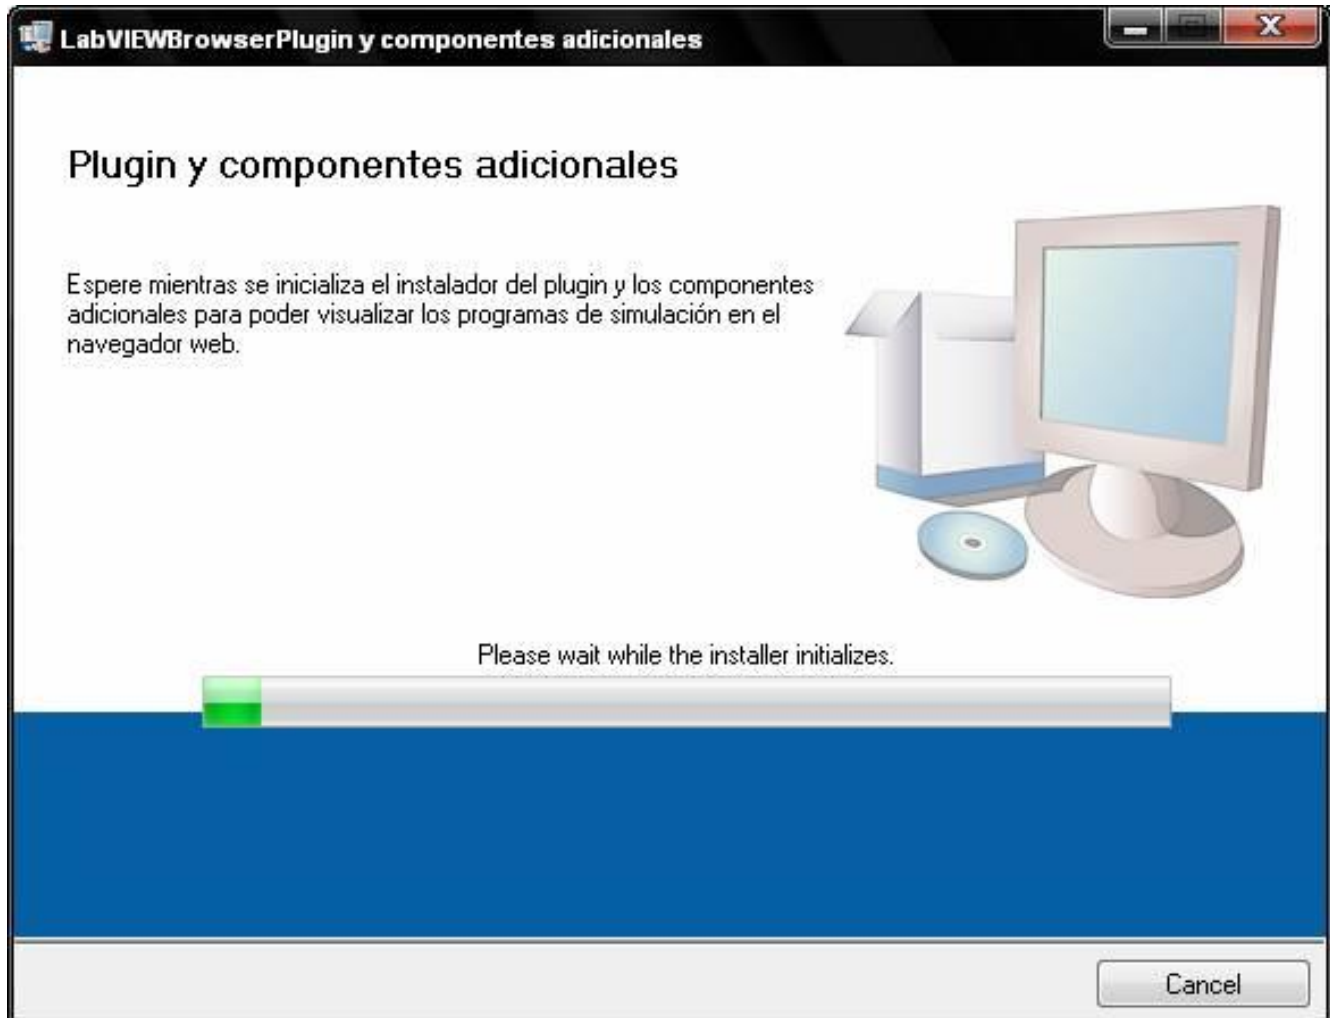 LabVIEWBrowserPlugin y componentes adicionales
Plugin y componentes adicionales
Espere mientras se inicializa el instalador del plugin y los componentes
adicionales para poder visualizar los programas de simulación en el
navegador web.
Please wait while the installer initializes.
Cancel